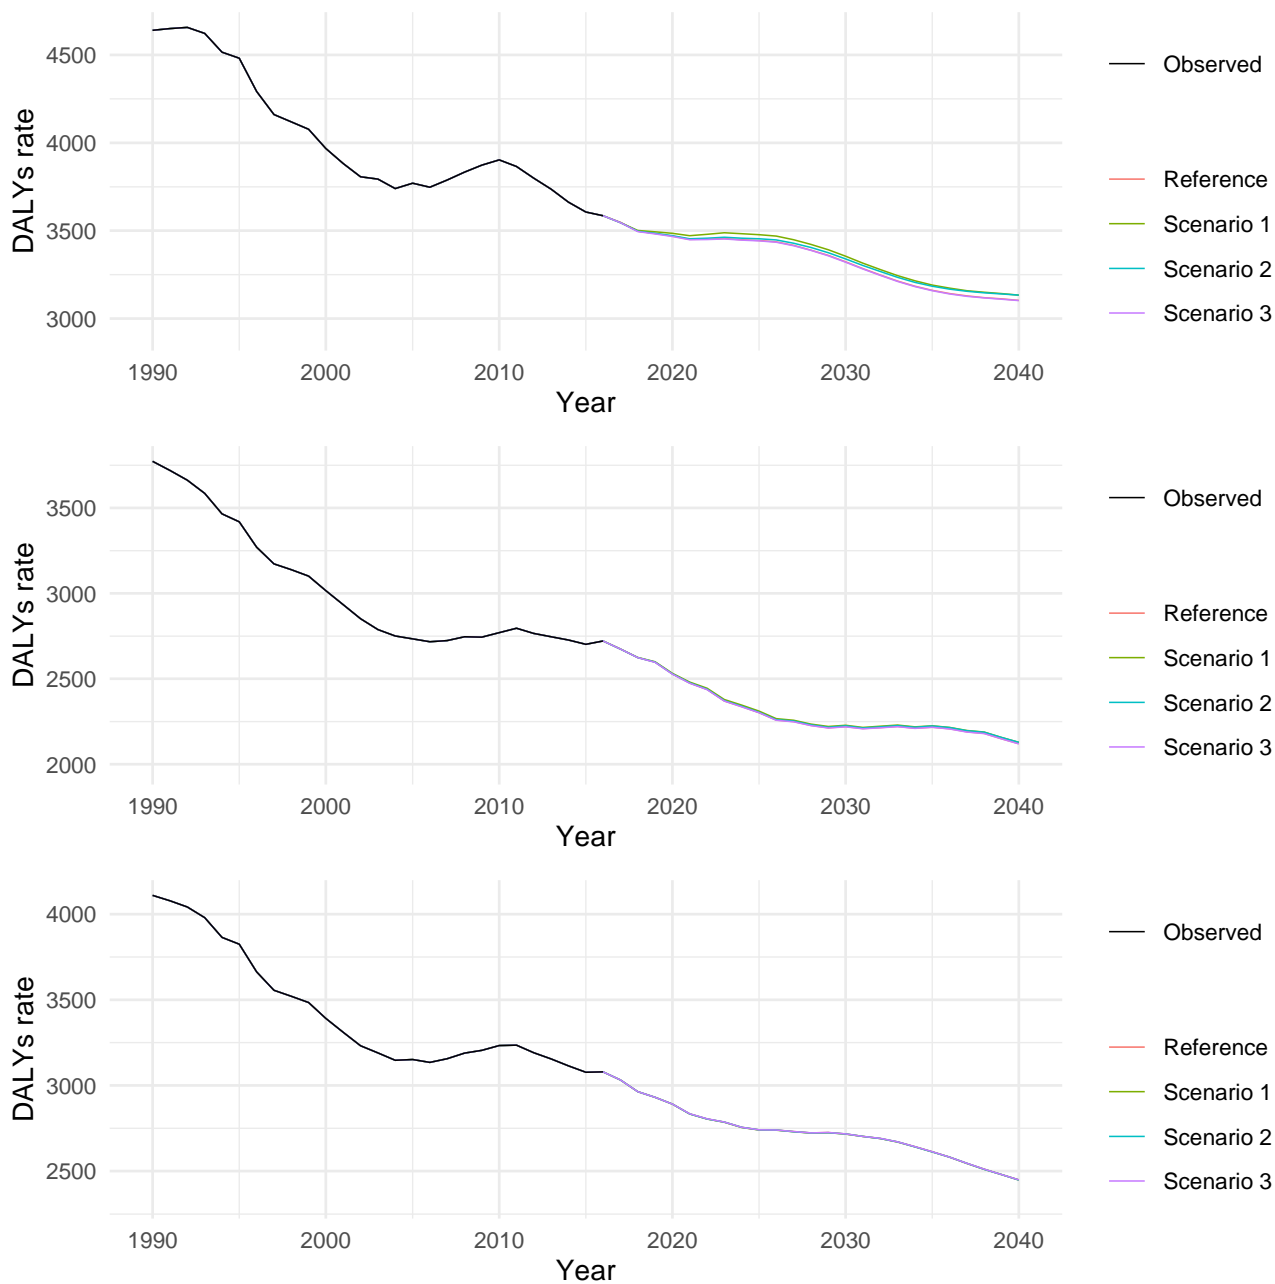 4500
4000
3500
3000
DALYs rate
1990
2000
2010
2020
2030
2040
Year
Observed
Reference
Scenario 1
Scenario 2
Scenario 3
3500
3000
2500
2000
DALYs rate
1990
2000
2010
2020
2030
2040
Year
Observed
Reference
Scenario 1
Scenario 2
Scenario 3
4000
3500
3000
2500
DALYs rate
1990
2000
2010
2020
2030
2040
Year
Observed
Reference
Scenario 1
Scenario 2
Scenario 3